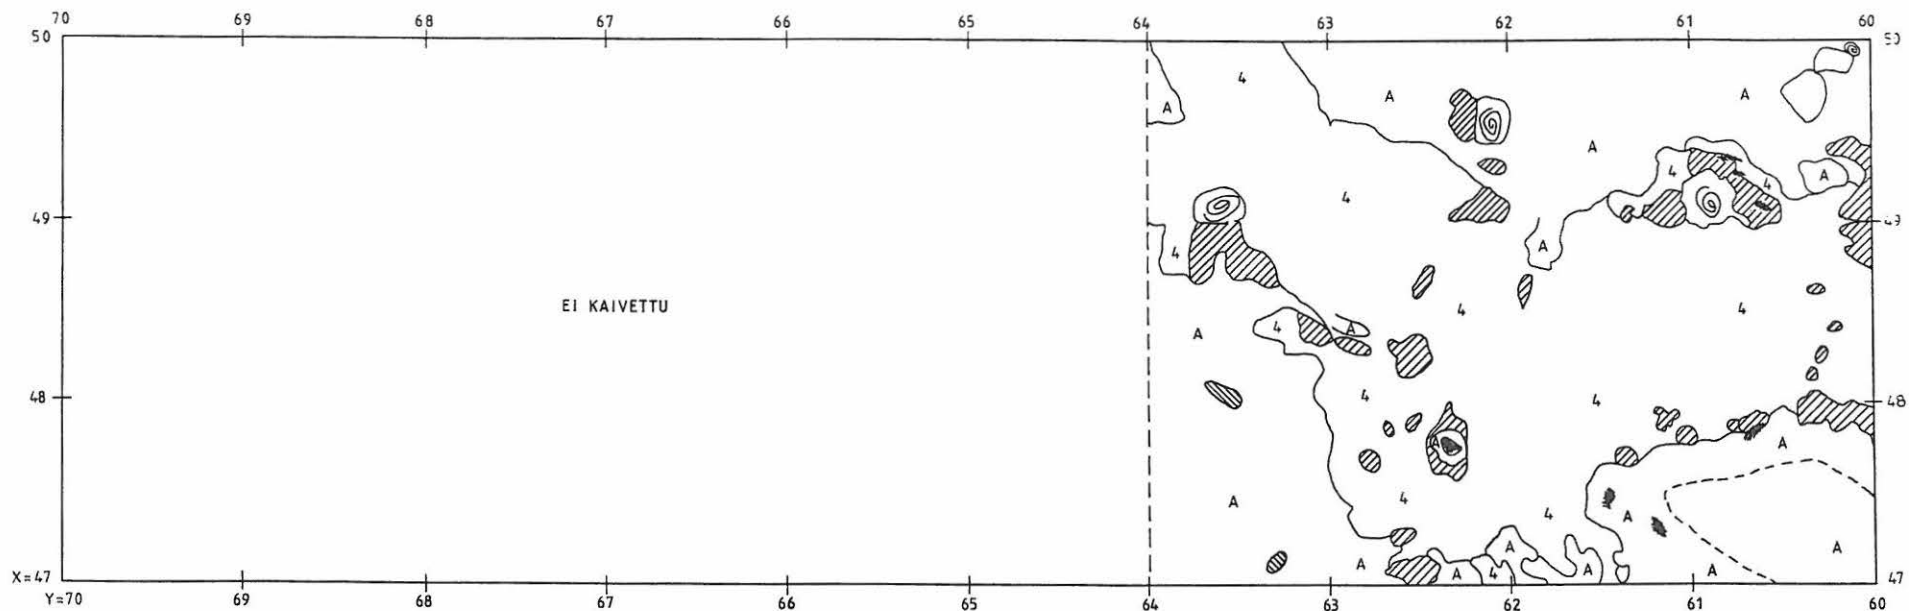 70 69 68 67 66 65 64 63 62 61 60
50 50
4 A A
A
A
4 4 A
4
49 49
A
4
EI KAIVETTU 4 4
A 4 A
48 4 4 48
A A
A 4
4 A
A A
A A 4 A A
X=47 47
Y=70 69 68 67 66 65 64 63 62 61 60